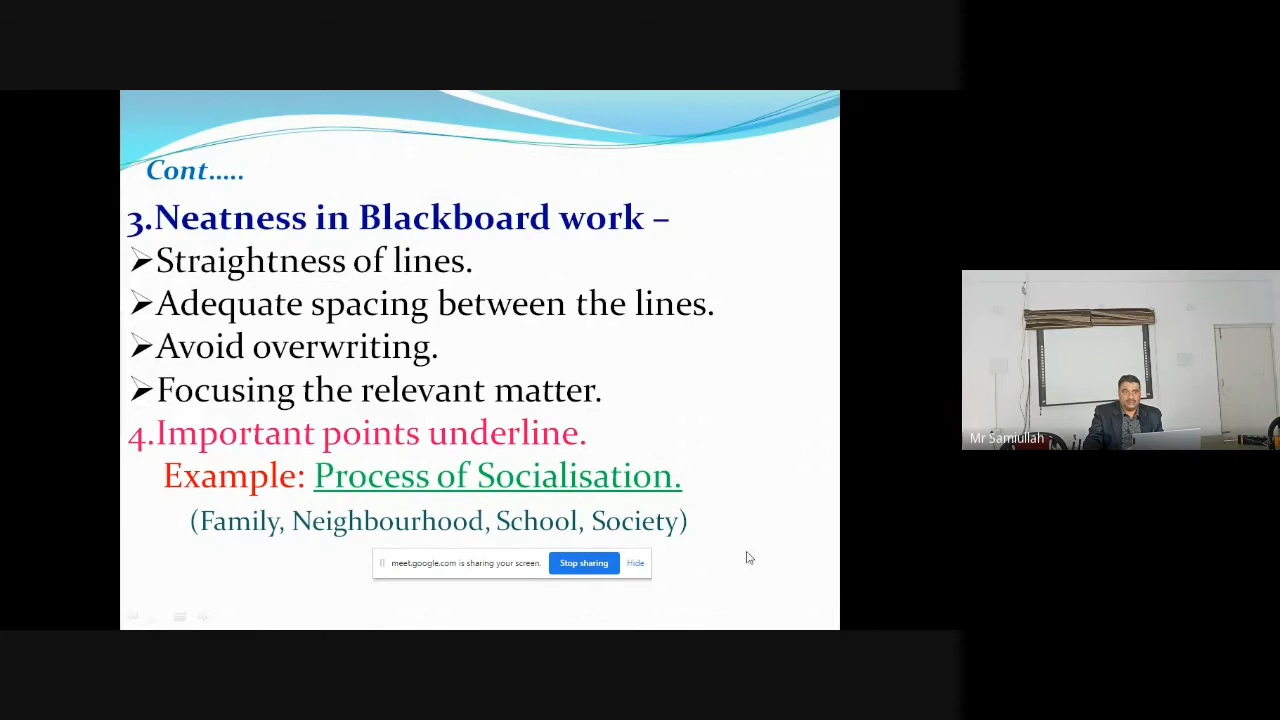 Cont.....
3.Neatness in Blackboard work –
➢Straightness of lines.
➢Adequate spacing between the lines.
➢Avoid overwriting.
➢Focusing the relevant matter.
4.Important points underline.
Example: Process of Socialisation.
(Family, Neighbourhood, School, Society)
meet.google.com is sharing your screen. Stop sharing Hide
Mr Samiullah